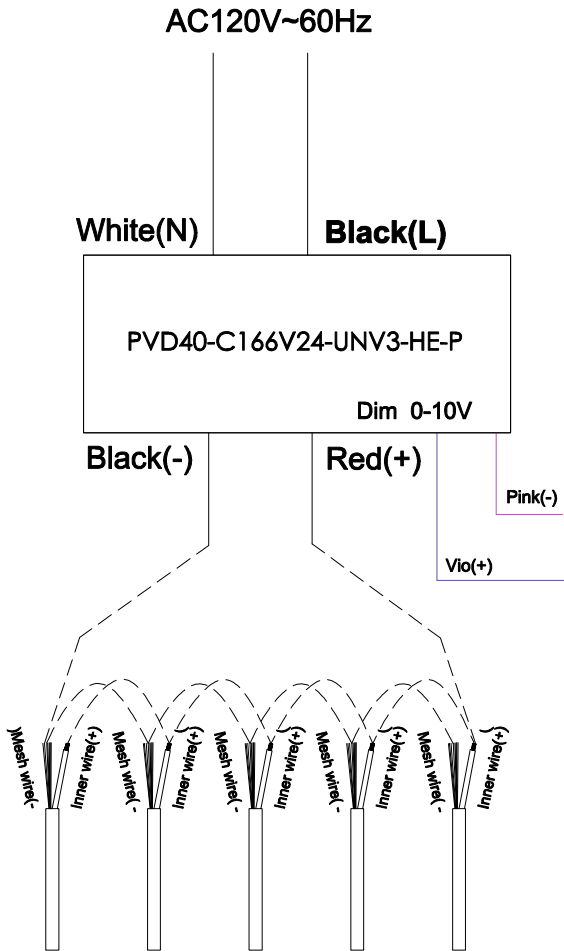 AC120V~60Hz
White(N)
Black(L)
PVD40-C166V24-UNV3-HE-P
Dim 0-10V
Black(-)
Red(+)
Pink(-)
Vio(+)
)Mesh wire(-
Inner wire(+)
Mesh wire(-
)
Inner wire(+)
Mesh wire(-
)
Inner wire(+)
Mesh wire(-
)
Inner wire(+)
Mesh wire(-
)
Inner wire(+)